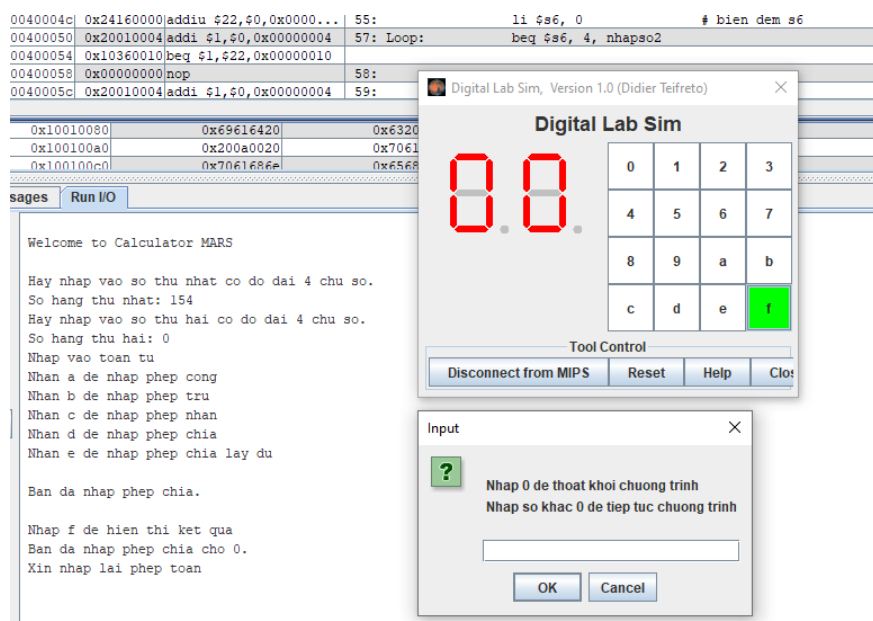 0040004c 0x24160000 addiu $22,$0,0x0000... 55: li $s6, 0 # bien dem s6
00400050 0x20010004 addi $1,$0,0x00000004 57: Loop: beq $s6, 4, nhapso2
00400054 0x10360010 beq $1,$22,0x00000010
00400058 0x00000000 nop 58:
0040005c 0x20010004 addi $1,$0,0x00000004 59:
0x10010080 0x69616420 0x6320
0x100100a0 0x200a0020 0x7061
0x100100c0 0x7061686e 0x6568
sages Run I/O
Welcome to Calculator MARS
Hay nhap vao so thu nhat co do dai 4 chu so.
So hang thu nhat: 154
Hay nhap vao so thu hai co do dai 4 chu so.
So hang thu hai: 0
Nhap vao toan tu
Nhan a de nhap phep cong
Nhan b de nhap phep tru
Nhan c de nhap phep nhan
Nhan d de nhap phep chia
Nhan e de nhap phep chia lay du
Ban da nhap phep chia.
Nhap f de hien thi ket qua
Ban da nhap phep chia cho 0.
Xin nhap lai phep toan
Digital Lab Sim, Version 1.0 (Didier Teifreto)
Digital Lab Sim
00
0 1 2 3
4 5 6 7
8 9 a b
c d e f
Tool Control
Disconnect from MIPS Reset Help Clos
Input
?
Nhap 0 de thoat khoi chuong trinh
Nhap so khac 0 de tiep tuc chuong trinh
OK Cancel